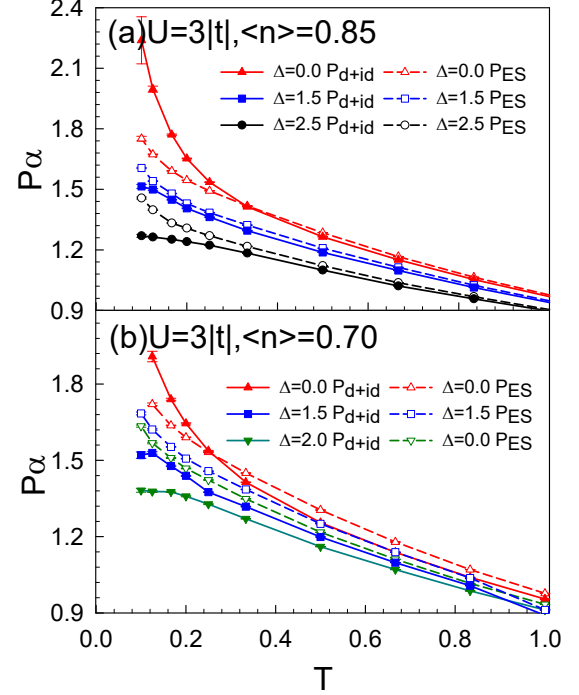 (a)U=3|t|,<n>=0.85
Δ=0.0 Pd+id Δ=0.0 PES
Δ=1.5 Pd+id Δ=1.5 PES
Δ=2.5 Pd+id Δ=2.5 PES
2.4
2.1
1.8
1.5
1.2
0.9
Pα
(b)U=3|t|,<n>=0.70
Δ=0.0 Pd+id Δ=0.0 PES
Δ=1.5 Pd+id Δ=1.5 PES
Δ=2.0 Pd+id Δ=0.0 PES
1.8
1.5
1.2
0.9
Pα
0.0 0.2 0.4 0.6 0.8 1.0
T